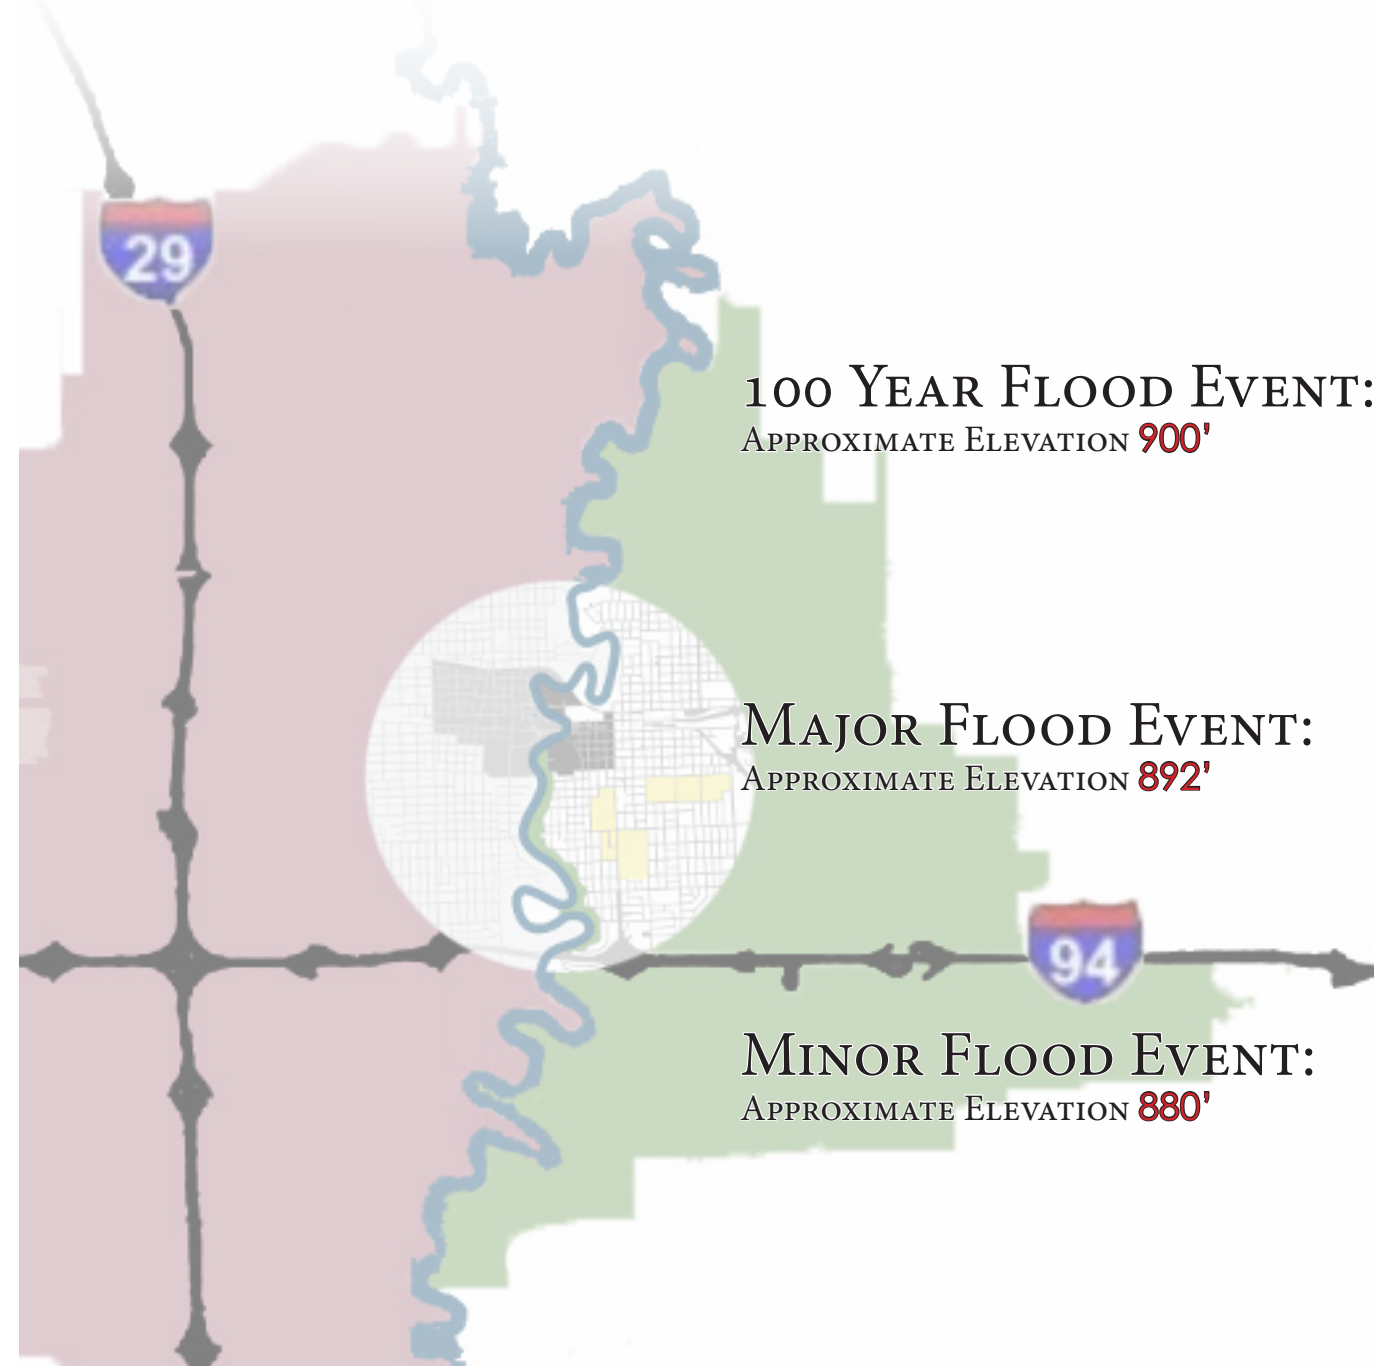 29
100 Year Flood Event:
Approximate Elevation 900'
Major Flood Event:
Approximate Elevation 892'
94
Minor Flood Event:
Approximate Elevation 880'